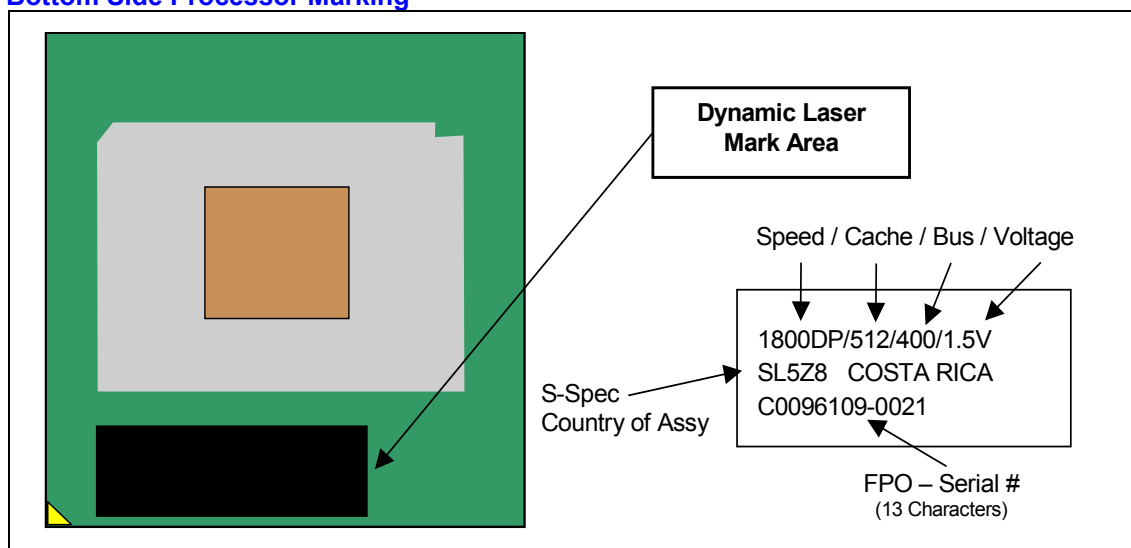 Bottom Side Processor Marking
Dynamic Laser
Mark Area
Speed / Cache / Bus / Voltage
1800DP/512/400/1.5V
SL5Z8 COSTA RICA
C0096109-0021
S-Spec
Country of Assy
FPO – Serial #
(13 Characters)